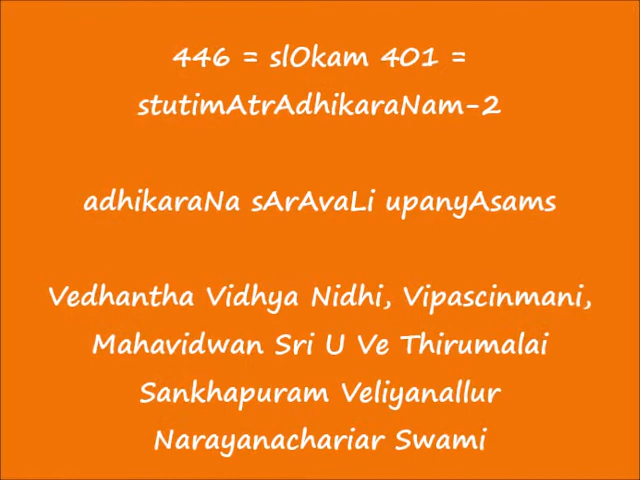 446 = slOkam 401 =
stutimAtrAdhikaraNam-2
adhikaraNa sArAvaLi upanyAsams
Vedhantha Vidhya Nidhi, Vipascinmani,
Mahavidwan Sri U Ve Thirumalai
Sankhapuram Veliyanallur
Narayanachariar Swami